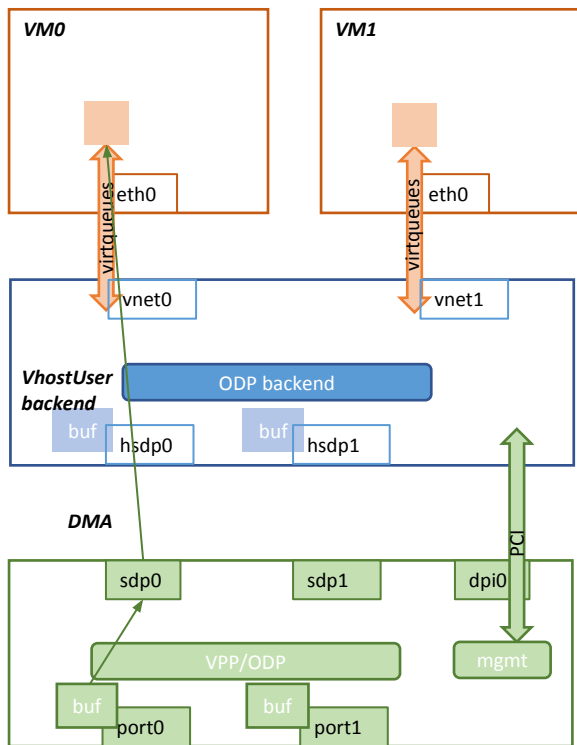 VM0
VM1
eth0
eth0
virtqueues
virtqueues
vnet0
vnet1
ODP backend
VhostUser
backend
buf
buf
hsdp0
hsdp1
DMA
PCI
sdp0
sdp1
dpi0
VPP/ODP
mgmt
buf
buf
port0
port1